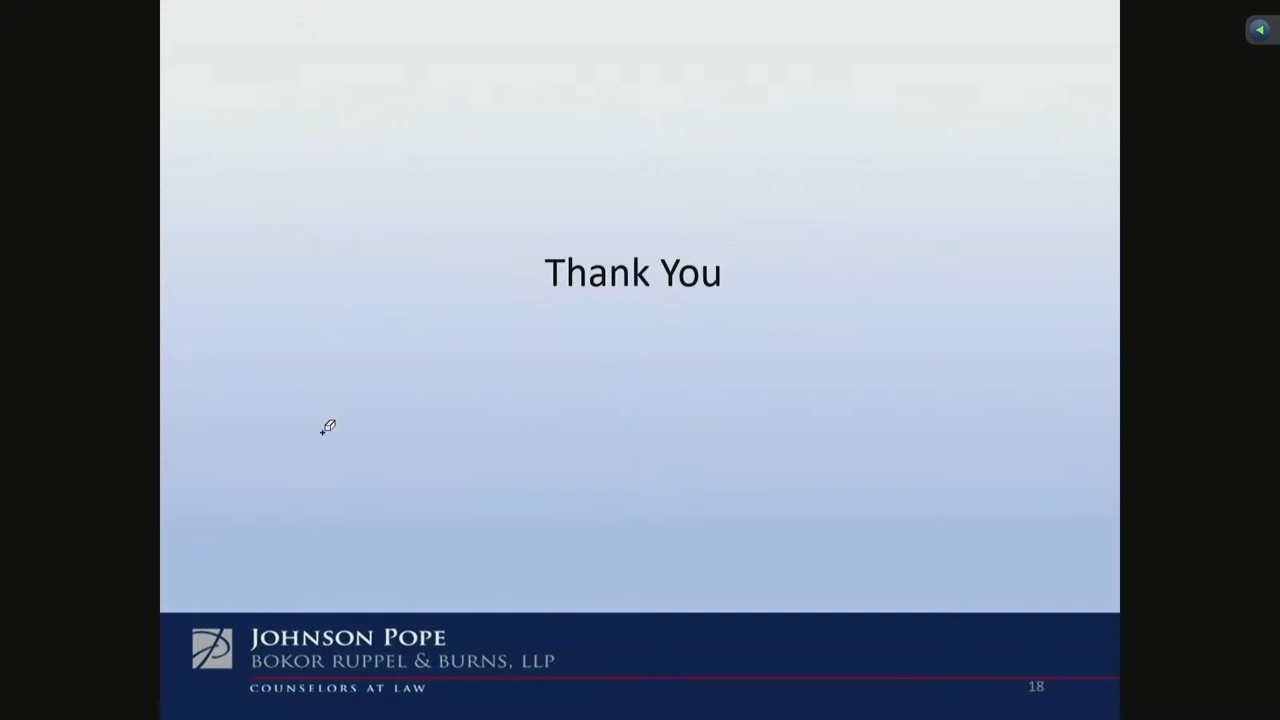 Thank You
JOHNSON POPE
BOKOR RUPPEL & BURNS, LLP
COUNSELORS AT LAW
18